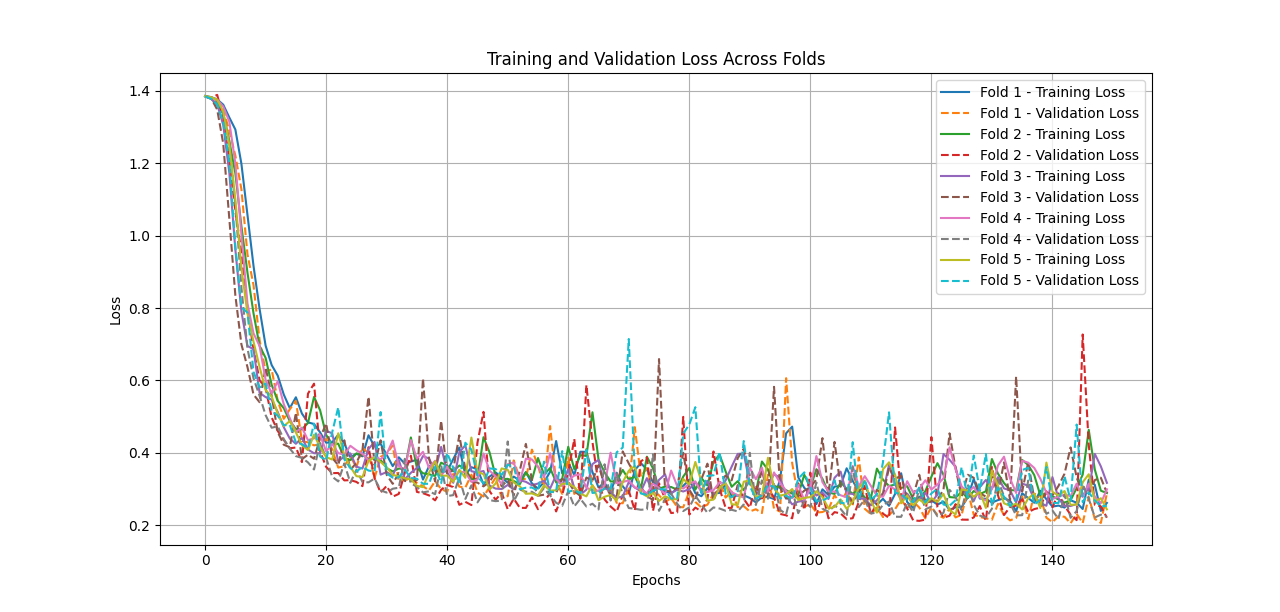 Training and Validation Loss Across Folds
1.4
1.2
1.0
0.8
0.6
0.4
0.2
Loss
Fold 1 - Training Loss
Fold 1 - Validation Loss
Fold 2 - Training Loss
Fold 2 - Validation Loss
Fold 3 - Training Loss
Fold 3 - Validation Loss
Fold 4 - Training Loss
Fold 4 - Validation Loss
Fold 5 - Training Loss
Fold 5 - Validation Loss
0 20 40 60 80 100 120 140
Epochs